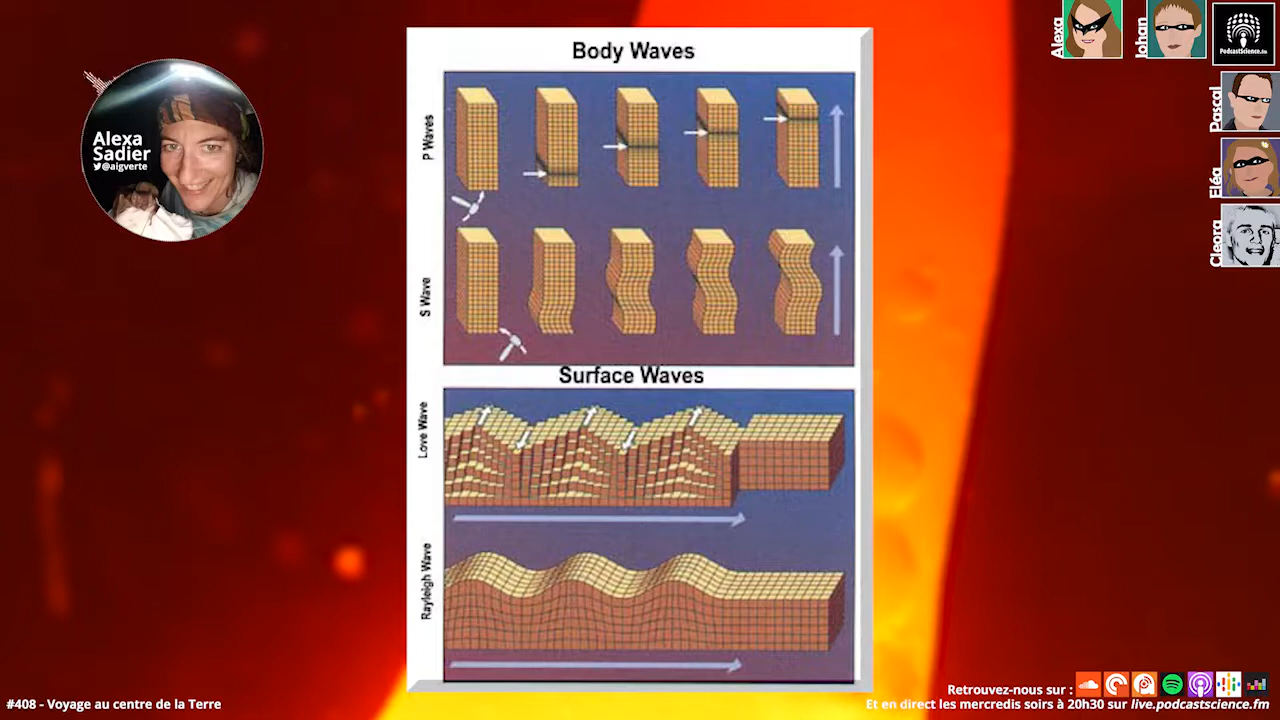 Alexa
Sadier
@aigverte
Body Waves
P Waves
S Wave
Surface Waves
Love Wave
Rayleigh Wave
Alexa
Johan
PodcastScience.fm
Pascal
Eléa
Cleora
#408 - Voyage au centre de la Terre
Retrouvez-nous sur :
Et en direct les mercredis soirs à 20h30 sur live.podcastscience.fm